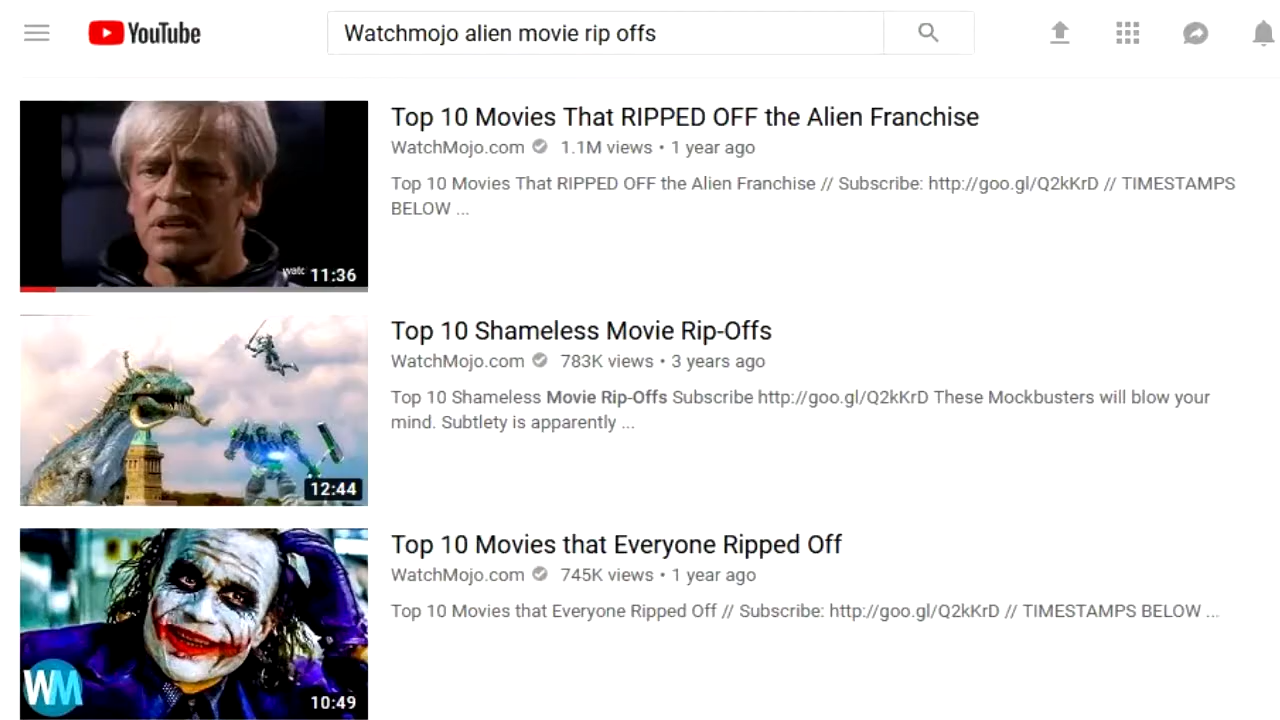 YouTube
Watchmojo alien movie rip offs
Top 10 Movies That RIPPED OFF the Alien Franchise
WatchMojo.com 1.1M views • 1 year ago
Top 10 Movies That RIPPED OFF the Alien Franchise // Subscribe: http://goo.gl/Q2kKrD // TIMESTAMPS
BELOW ...
watc 11:36
Top 10 Shameless Movie Rip-Offs
WatchMojo.com 783K views • 3 years ago
Top 10 Shameless Movie Rip-Offs Subscribe http://goo.gl/Q2kKrD These Mockbusters will blow your
mind. Subtlety is apparently ...
12:44
Top 10 Movies that Everyone Ripped Off
WatchMojo.com 745K views • 1 year ago
Top 10 Movies that Everyone Ripped Off // Subscribe: http://goo.gl/Q2kKrD // TIMESTAMPS BELOW ...
WM
10:49